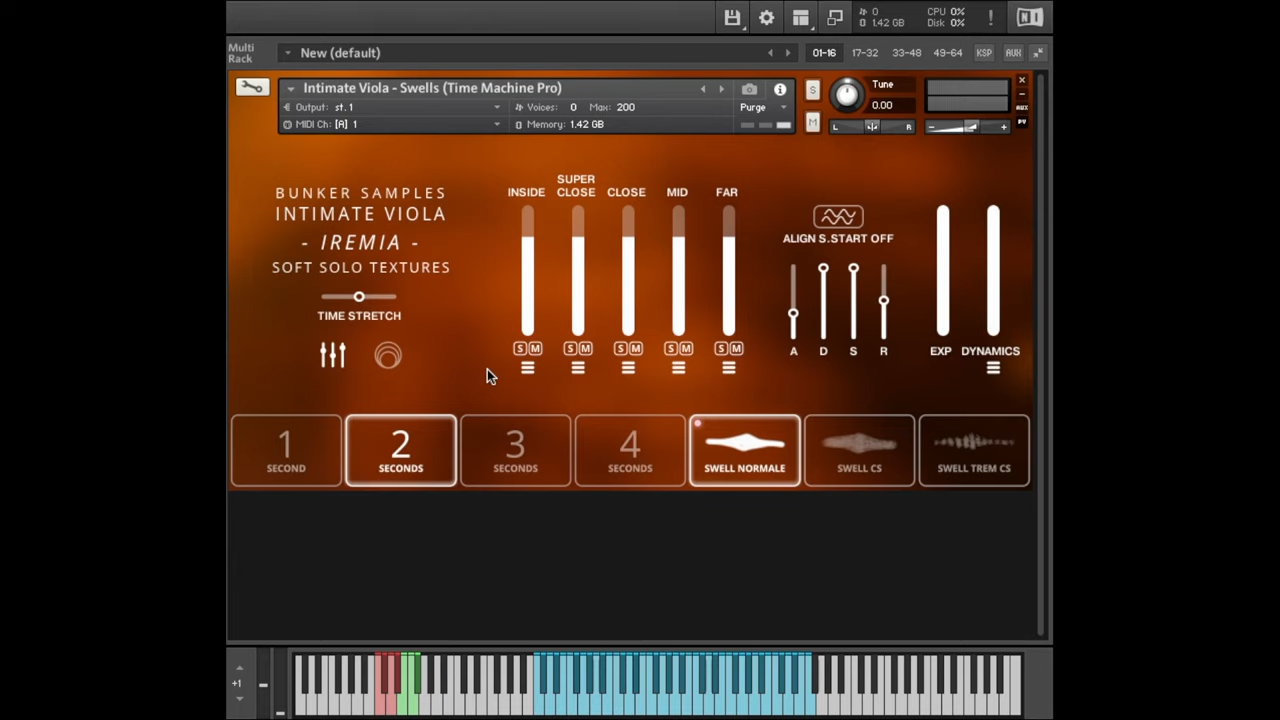 0
1.42 GB
CPU 0%
Disk 0%
!
Multi
Rack
New (default)
01-16
17-32
33-48
49-64
KSP
AUX
Intimate Viola - Swells (Time Machine Pro)
Output: st. 1
Voices: 0 Max: 200
Purge
MIDI Ch: [A] 1
Memory: 1.42 GB
S
M
Tune
0.00
L
R
AUX
PV
BUNKER SAMPLES
INTIMATE VIOLA
- IREMIA -
SOFT SOLO TEXTURES
TIME STRETCH
INSIDE
SUPER
CLOSE
CLOSE
MID
FAR
S M
S M
S M
S M
S M
ALIGN S.START OFF
A
D
S
R
EXP
DYNAMICS
1
SECOND
2
SECONDS
3
SECONDS
4
SECONDS
SWELL NORMALE
SWELL CS
SWELL TREM CS
+1